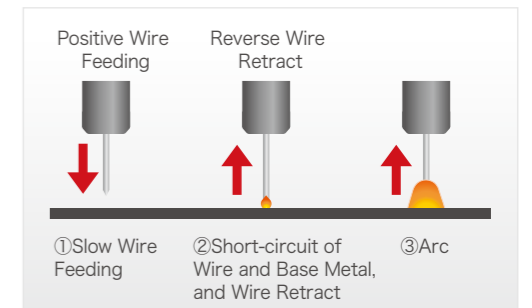 Positive Wire
Feeding
Reverse Wire
Retract
①Slow Wire
Feeding
②Short-circuit of
Wire and Base Metal,
and Wire Retract
③Arc